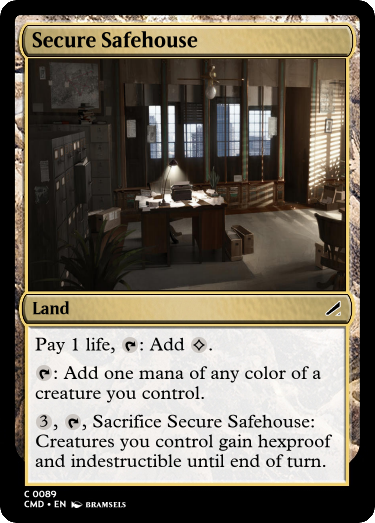 Secure Safehouse
Land
Pay 1 life, : Add .
: Add one mana of any color of a
creature you control.
3, , Sacrifice Secure Safehouse:
Creatures you control gain hexproof
and indestructible until end of turn.
C 0089
CMD • EN BRAMSELS